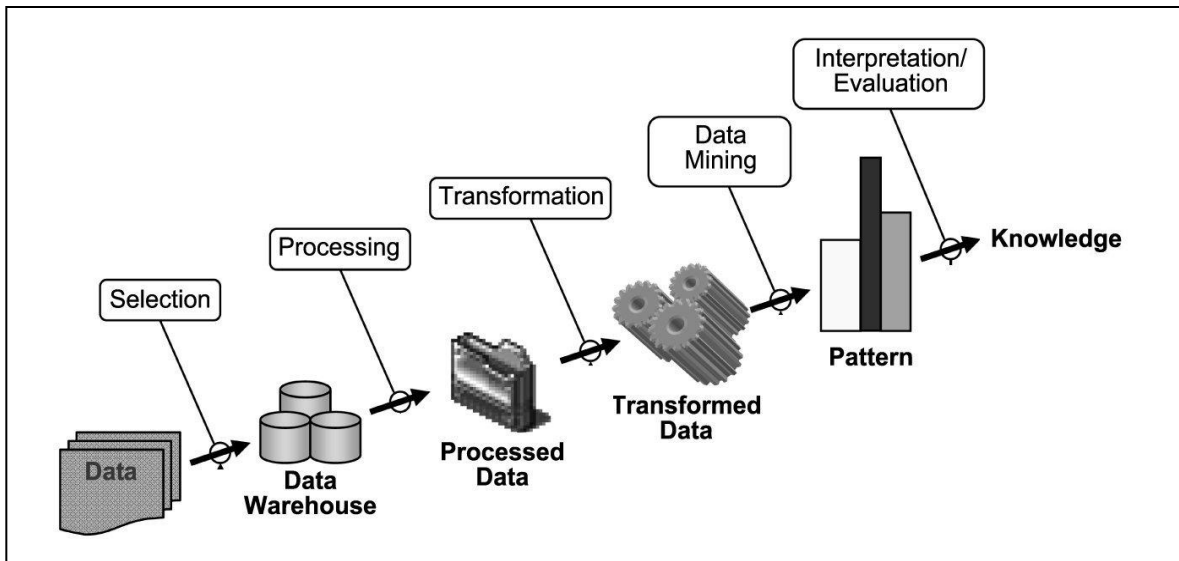 Interpretation/
Evaluation
Data
Mining
Transformation
Processing
Selection
Knowledge
Pattern
Transformed
Data
Processed
Data
Data
Warehouse
Data